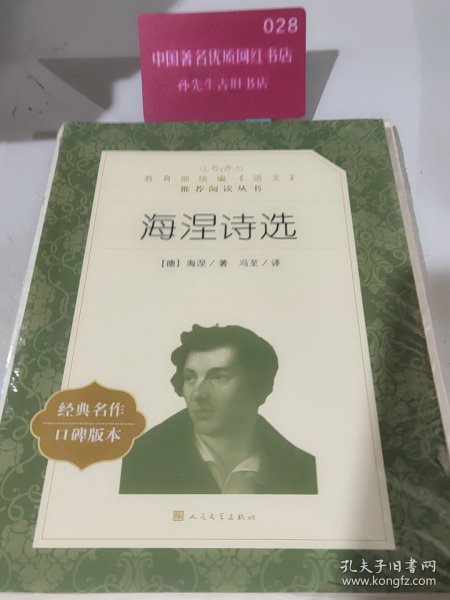 028
中国著名优质网红书店
孙先生古旧书店
教育部统编《语文》
推荐阅读丛书
海涅诗选
[德] 海涅/著 冯至/译
经典名作
口碑版本
人民文学出版社
孔夫子旧书网
www.kongfz.com